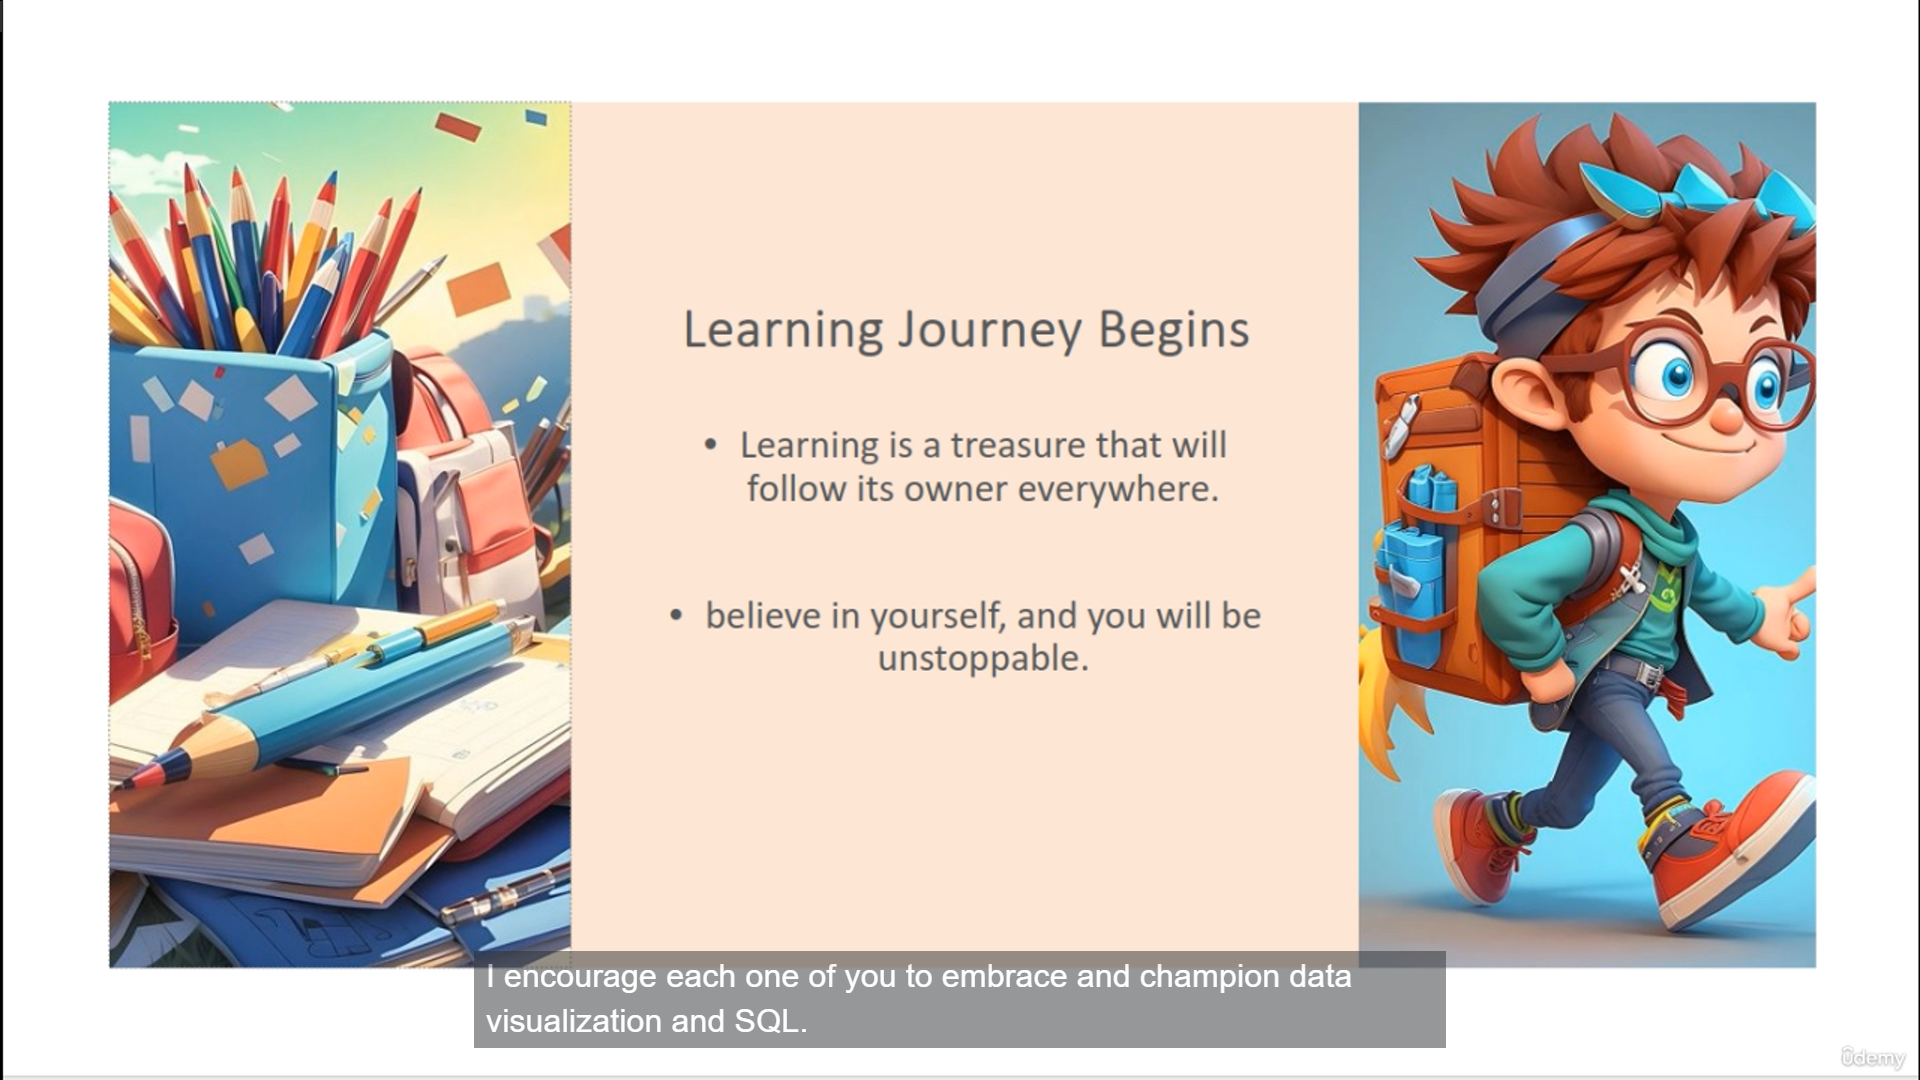 Learning Journey Begins
• Learning is a treasure that will
follow its owner everywhere.
• believe in yourself, and you will be
unstoppable.
I encourage each one of you to embrace and champion data
visualization and SQL.
ûdemy